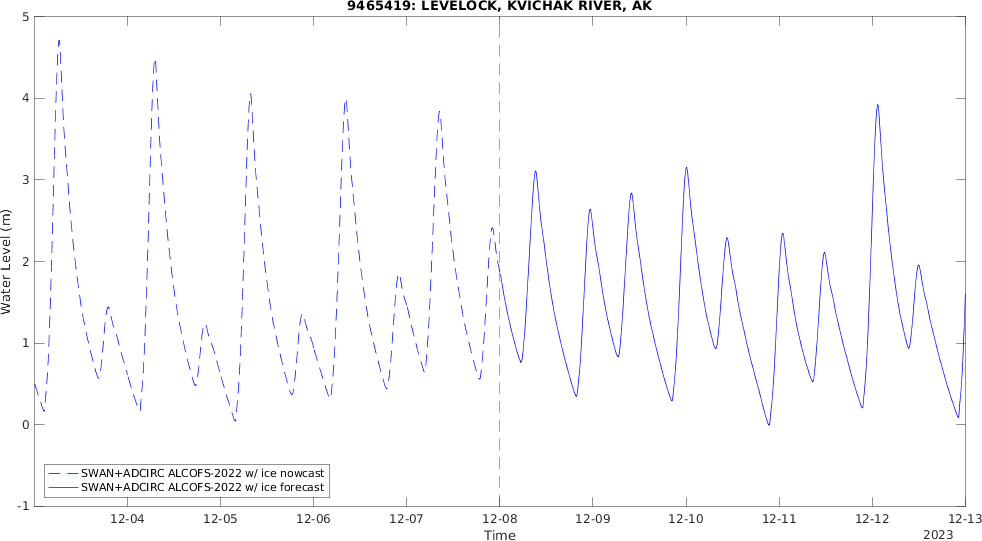 9465419: LEVELOCK, KVICHAK RIVER, AK
Water Level (m)
5
4
3
2
1
0
-1
SWAN+ADCIRC ALCOFS-2022 w/ ice nowcast
SWAN+ADCIRC ALCOFS-2022 w/ ice forecast
12-04 12-05 12-06 12-07 12-08 12-09 12-10 12-11 12-12 12-13
Time
2023